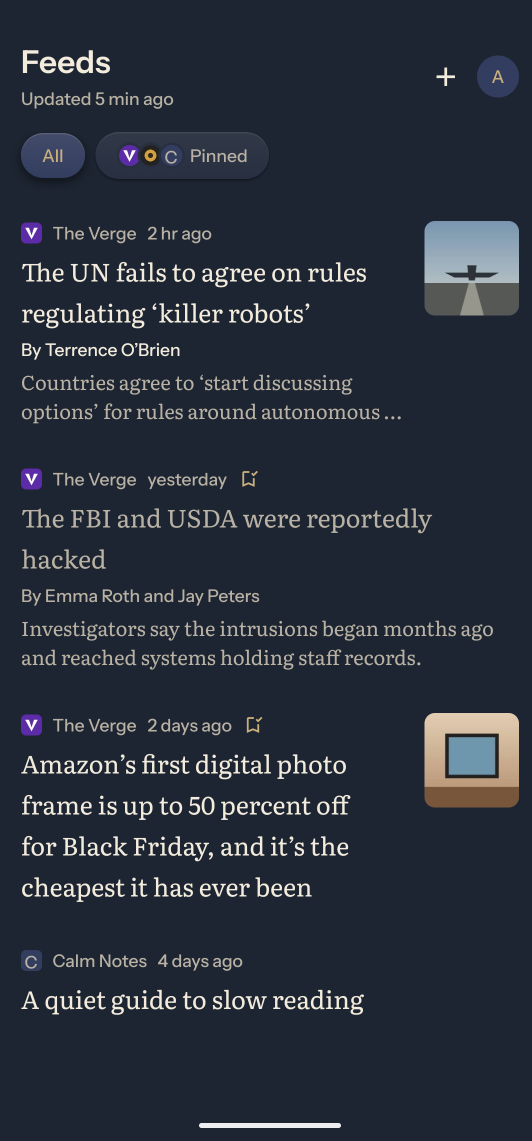 Feeds
Updated 5 min ago
A
All
V C Pinned
V The Verge 2 hr ago
The UN fails to agree on rules
regulating ‘killer robots’
By Terrence O’Brien
Countries agree to ‘start discussing
options’ for rules around autonomous …
V The Verge yesterday
The FBI and USDA were reportedly
hacked
By Emma Roth and Jay Peters
Investigators say the intrusions began months ago
and reached systems holding staff records.
V The Verge 2 days ago
Amazon’s first digital photo
frame is up to 50 percent off
for Black Friday, and it’s the
cheapest it has ever been
C Calm Notes 4 days ago
A quiet guide to slow reading